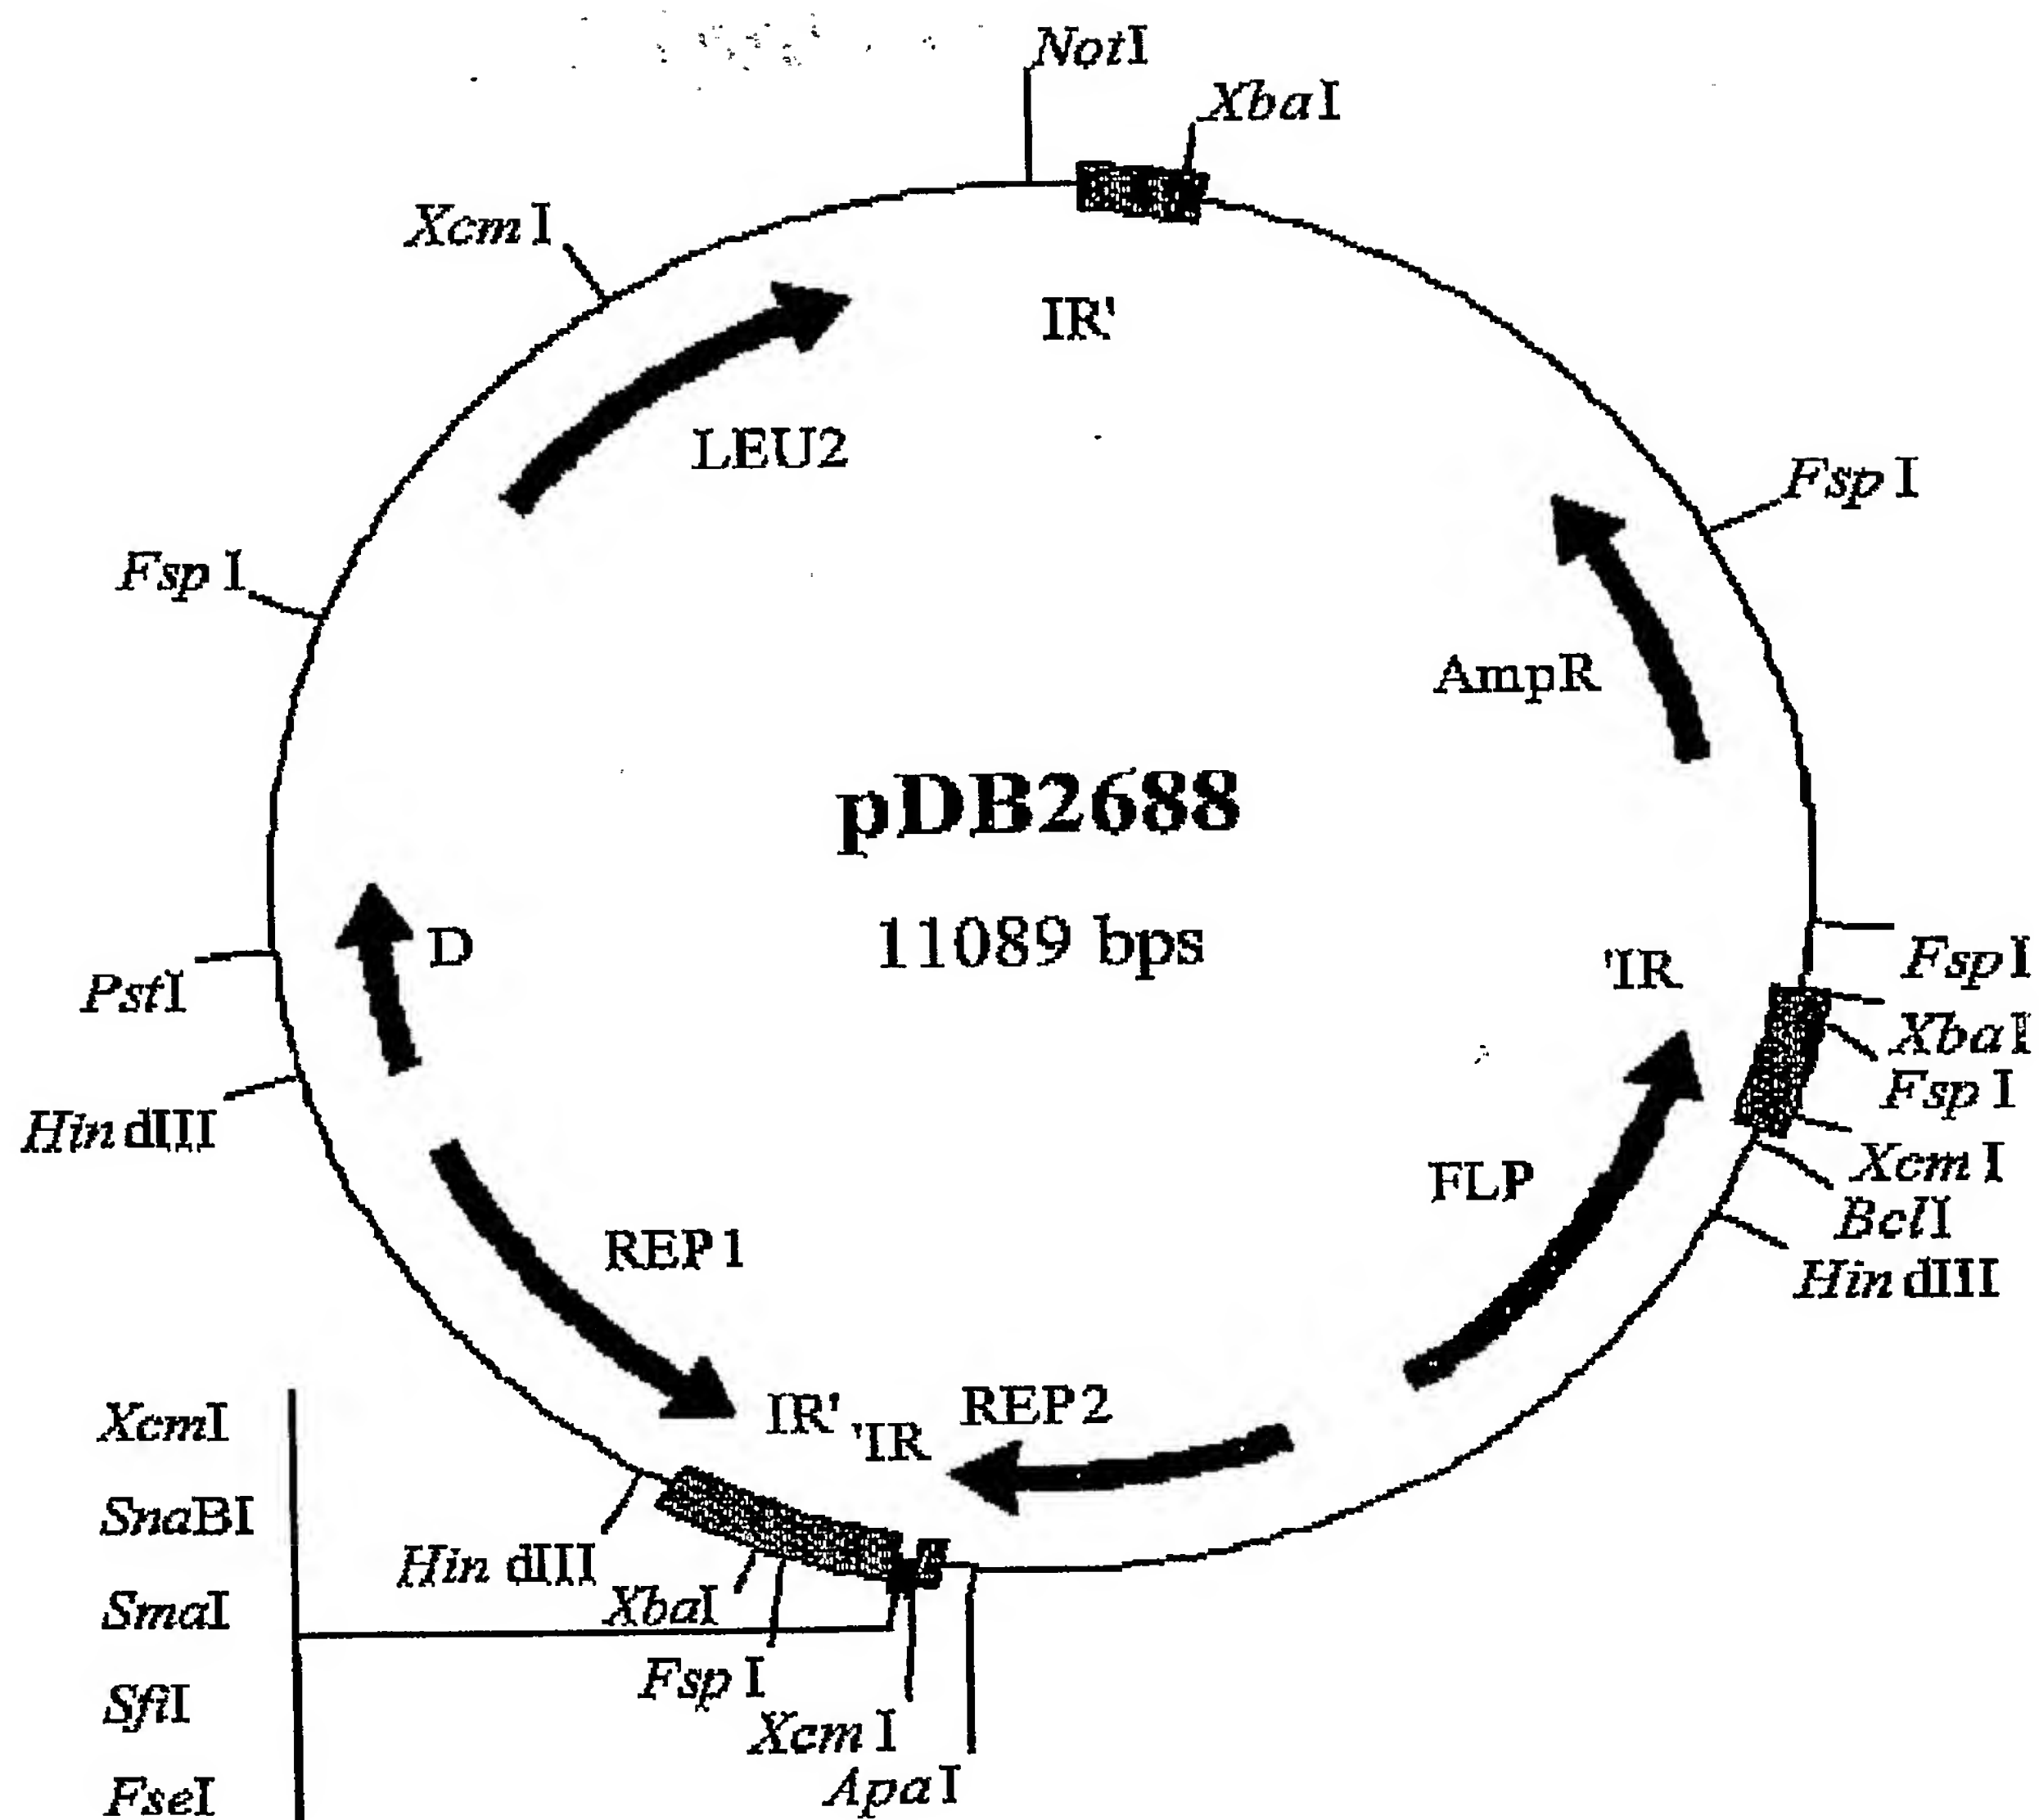 NotI
XbaI
XcmI
IR'
LEU2
FspI
FspI
AmpR
pDB2688
11089 bps
D
'IR
FspI
PstI
XbaI
FspI
HindIII
XcmI
FLP
BclI
REP1
HindIII
IR' 'IR REP2
XcmI
SnaBI
HindIII
XbaI
SmaI
FspI
SfiI
XcmI
ApaI
FseI